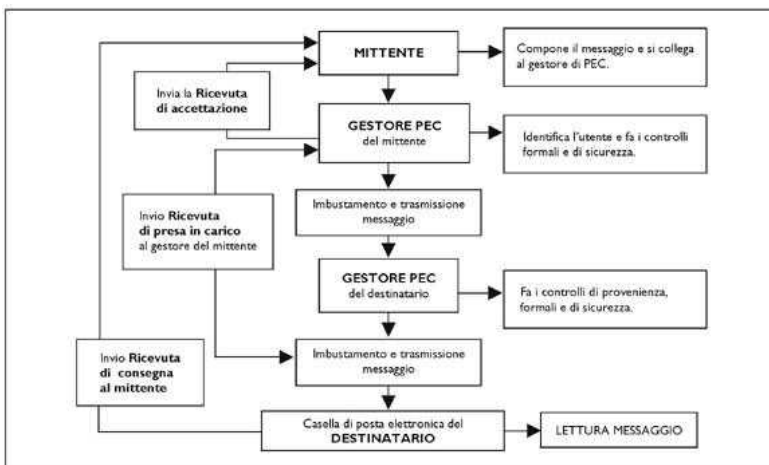 MITTENTE
Compone il messaggio e si collega
al gestore di PEC.
Invia la Ricevuta
di accettazione
GESTORE PEC
del mittente
Identifica l'utente e fa i controlli
formali e di sicurezza.
Imbustamento e trasmissione
messaggio
Invio Ricevuta
di presa in carico
al gestore del mittente
GESTORE PEC
del destinatario
Fa i controlli di provenienza,
formali e di sicurezza.
Imbustamento e trasmissione
messaggio
Invio Ricevuta
di consegna
al mittente
Casella di posta elettronica del
DESTINATARIO
LETTURA MESSAGGIO